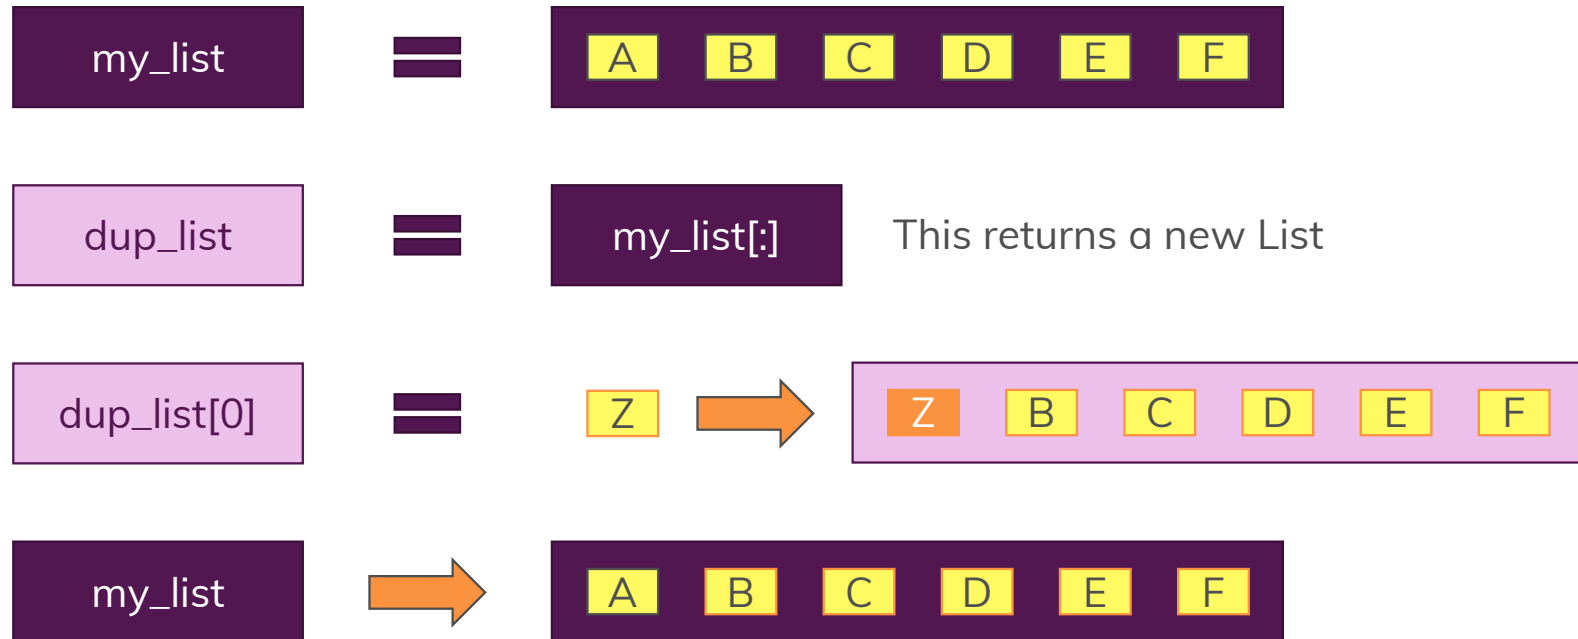 my_list = A B C D E F
dup_list = my_list[:] This returns a new List
dup_list[0] = Z Z B C D E F
my_list A B C D E F